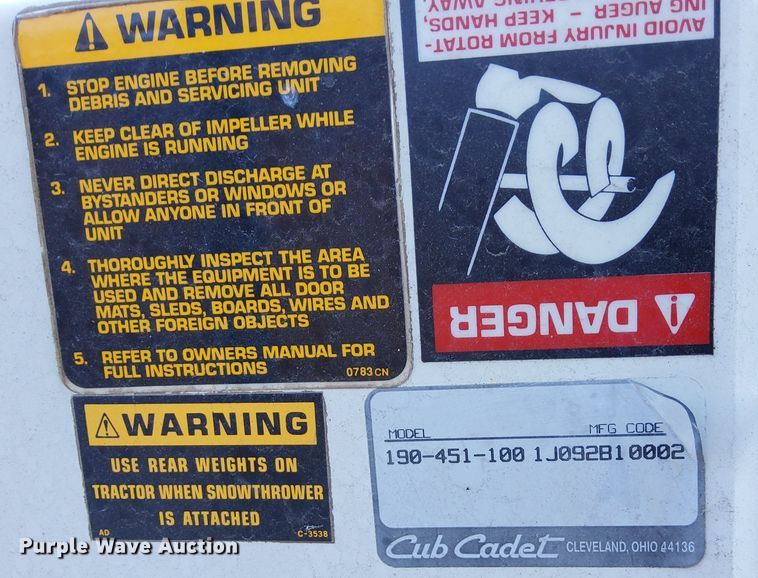 WARNING
1. STOP ENGINE BEFORE REMOVING
DEBRIS AND SERVICING UNIT
2. KEEP CLEAR OF IMPELLER WHILE
ENGINE IS RUNNING
3. NEVER DIRECT DISCHARGE AT
BYSTANDERS OR WINDOWS OR
ALLOW ANYONE IN FRONT OF
UNIT
4. THOROUGHLY INSPECT THE AREA
WHERE THE EQUIPMENT IS TO BE
USED AND REMOVE ALL DOOR
MATS, SLEDS, BOARDS, WIRES AND
OTHER FOREIGN OBJECTS
5. REFER TO OWNERS MANUAL FOR
FULL INSTRUCTIONS
0783 CN
DANGER
AVOID INJURY FROM ROTAT-
ING AUGER - KEEP HANDS,
AWAY.
WARNING
USE REAR WEIGHTS ON
TRACTOR WHEN SNOWTHROWER
IS ATTACHED
AD C-3538
MODEL MFG CODE
190-451-100 1J092B10002
Cub Cadet CLEVELAND, OHIO 44136
Purple Wave Auction